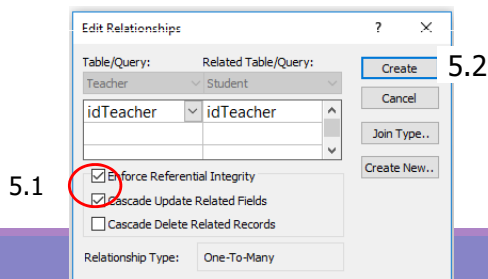 Edit Relationships ? ×
Table/Query: Related Table/Query:
Teacher Student
Create 5.2
idTeacher idTeacher
Cancel
Join Type..
Create New..
5.1
Enforce Referential Integrity
Cascade Update Related Fields
Cascade Delete Related Records
Relationship Type: One-To-Many